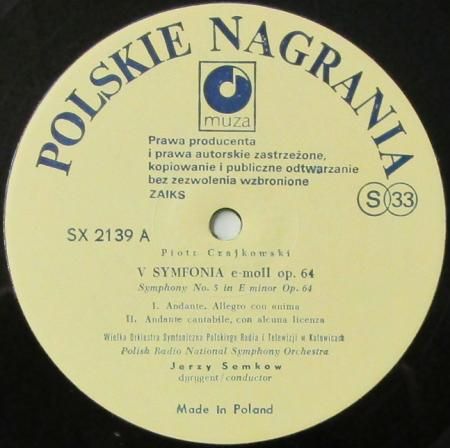 POLSKIE NAGRANIA
muza
Prawa producenta
i prawa autorskie zastrzeżone,
kopiowanie i publiczne odtwarzanie
bez zezwolenia wzbronione
ZAIKS
S 33
SX 2139 A
Piotr Czajkowski
V SYMFONIA e-moll op. 64
Symphony No. 5 in E minor Op. 64
I. Andante. Allegro con anima
II. Andante cantabile, con alcuna licenza
Wielka Orkiestra Symfoniczna Polskiego Radia i Telewizji w Katowicach
Polish Radio National Symphony Orchestra
Jerzy Semkow
dyrygent/conductor
Made in Poland